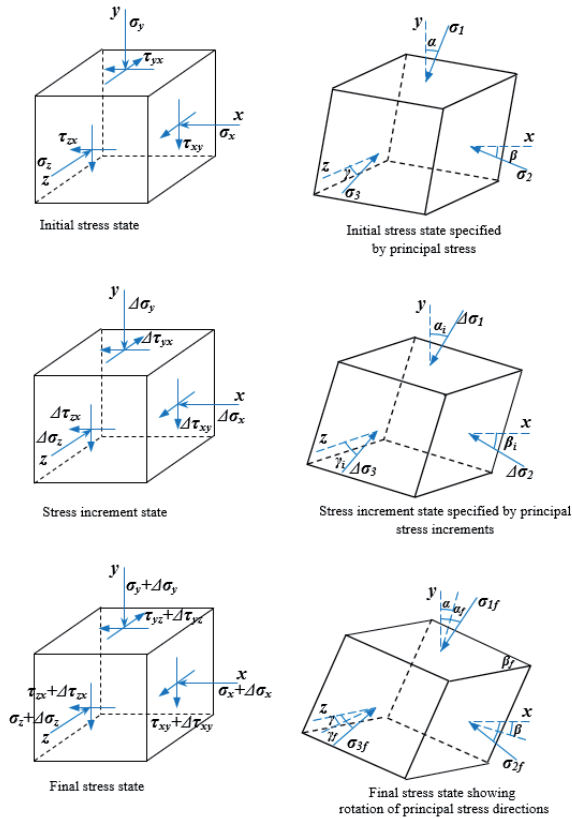 y
σy
τyx
x
σx
τxy
τzx
σz
z
Initial stress state
y
α
σ1
x
β
σ2
z
γ
σ3
Initial stress state specified
by principal stress
y
Δσy
Δτyx
x
Δσx
Δτxy
Δτzx
Δσz
z
Stress increment state
y
αi
Δσ1
x
βi
Δσ2
z
γi
Δσ3
Stress increment state specified by principal
stress increments
y
σy+Δσy
τyz+Δτyz
x
σx+Δσx
τxy+Δτxy
τzx+Δτzx
σz+Δσz
z
Final stress state
y
α
αf
σ1f
βf
x
β
σ2f
z
γ
γf
σ3f
Final stress state showing
rotation of principal stress directions